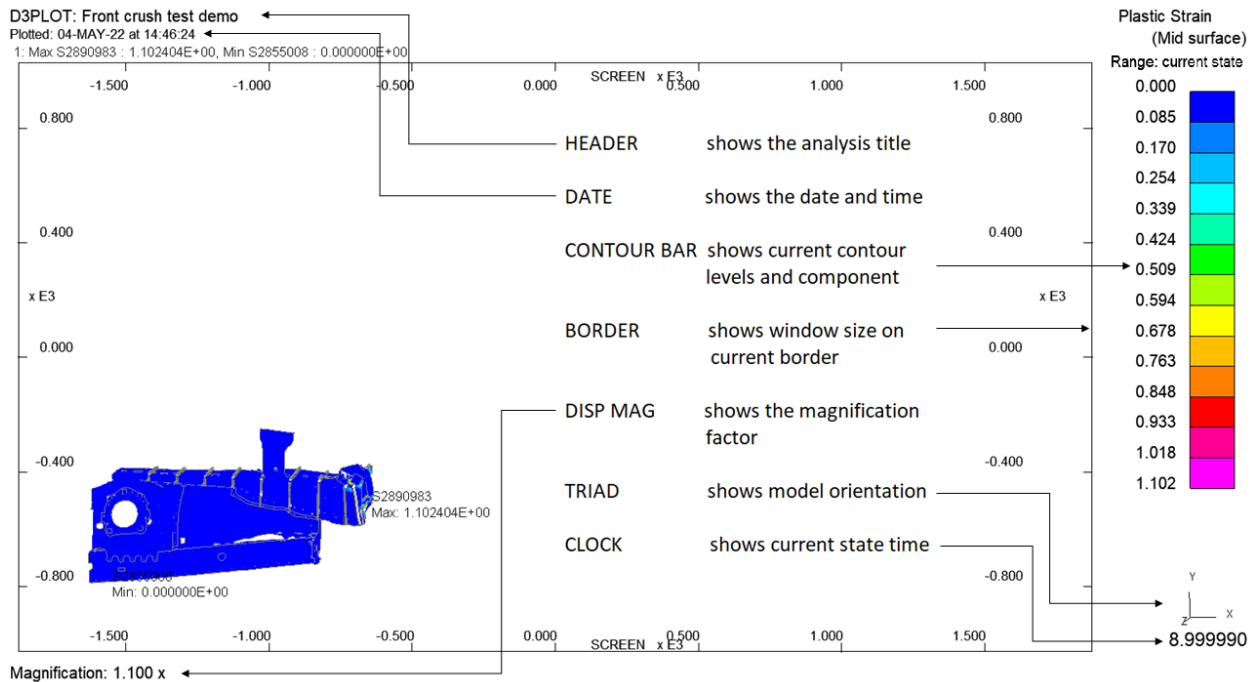 D3PLOT: Front crush test demo
Plotted: 04-MAY-22 at 14:46:24
1: Max S2890983 : 1.102404E+00, Min S2855008 : 0.000000E+00
Plastic Strain
(Mid surface)
Range: current state
SCREEN x E3
-1.500 -1.000 -0.500 0.000 0.500 1.000 1.500
0.000
0.085
0.170
0.254
0.339
0.424
0.509
0.594
0.678
0.763
0.848
0.933
1.018
1.102
0.800 0.800
HEADER shows the analysis title
DATE shows the date and time
0.400 0.400
CONTOUR BAR shows current contour
levels and component
x E3 x E3
BORDER shows window size on
current border
0.000 0.000
DISP MAG shows the magnification
factor
-0.400 -0.400
TRIAD shows model orientation
S2890983
Max: 1.102404E+00
CLOCK shows current state time
-0.800 -0.800
S2855008
Min: 0.000000E+00
Y
X
Z
8.999990
-1.500 -1.000 -0.500 0.000 0.500 1.000 1.500
SCREEN x E3
Magnification: 1.100 x